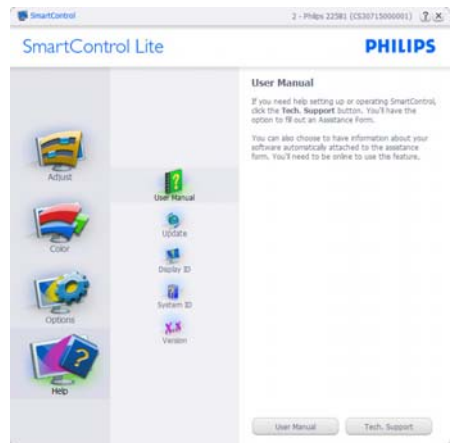 SmartControl
2 - Philips 225B1 (CS30715000001)
? X
SmartControl Lite
PHILIPS
Adjust
Color
Options
Help
User Manual
Update
Display ID
System ID
X.x
Version
User Manual
If you need help setting up or operating SmartControl,
click the Tech. Support button. You'll have the
option to fill out an Assistance Form.
You can also choose to have information about your
software automatically attached to the assistance
form. You'll need to be online to use this feature.
User Manual
Tech. Support